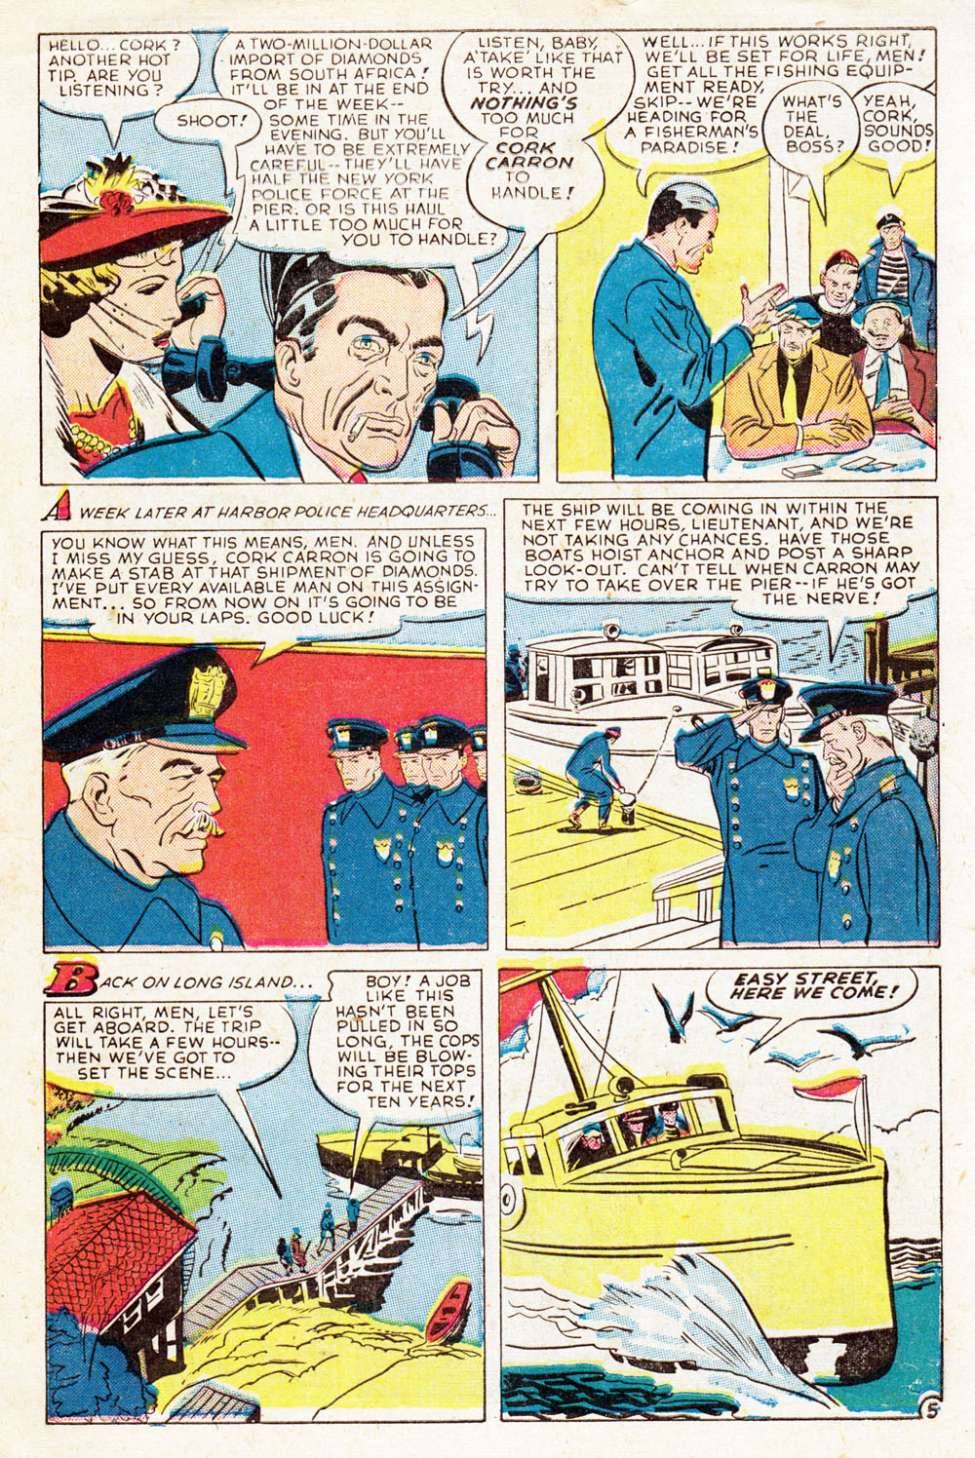 HELLO... CORK?
ANOTHER HOT
TIP. ARE YOU
LISTENING?
SHOOT!
A TWO-MILLION-DOLLAR
IMPORT OF DIAMONDS
FROM SOUTH AFRICA!
IT'LL BE IN AT THE END
OF THE WEEK--
SOME TIME IN THE
EVENING. BUT YOU'LL
HAVE TO BE EXTREMELY
CAREFUL-- THEY'LL HAVE
HALF THE NEW YORK
POLICE FORCE AT THE
PIER. OR IS THIS HAUL
A LITTLE TOO MUCH FOR
YOU TO HANDLE?
LISTEN, BABY,
A 'TAKE' LIKE THAT
IS WORTH THE
TRY... AND
NOTHING'S
TOO MUCH
FOR
CORK
CARRON
TO
HANDLE!
WELL... IF THIS WORKS RIGHT,
WE'LL BE SET FOR LIFE, MEN!
GET ALL THE FISHING EQUIP-
MENT READY,
SKIP-- WE'RE
HEADING FOR
A FISHERMAN'S
PARADISE!
WHAT'S
THE
DEAL,
BOSS?
YEAH,
CORK,
SOUNDS
GOOD!
A WEEK LATER AT HARBOR POLICE HEADQUARTERS...
YOU KNOW WHAT THIS MEANS, MEN. AND UNLESS
I MISS MY GUESS, CORK CARRON IS GOING TO
MAKE A STAB AT THAT SHIPMENT OF DIAMONDS.
I'VE PUT EVERY AVAILABLE MAN ON THIS ASSIGN-
MENT... SO FROM NOW ON IT'S GOING TO BE
IN YOUR LAPS. GOOD LUCK!
THE SHIP WILL BE COMING IN WITHIN THE
NEXT FEW HOURS, LIEUTENANT, AND WE'RE
NOT TAKING ANY CHANCES. HAVE THOSE
BOATS HOIST ANCHOR AND POST A SHARP
LOOK-OUT. CAN'T TELL WHEN CARRON MAY
TRY TO TAKE OVER THE PIER-- IF HE'S GOT
THE NERVE!
BACK ON LONG ISLAND...
ALL RIGHT, MEN, LET'S
GET ABOARD. THE TRIP
WILL TAKE A FEW HOURS--
THEN WE'VE GOT TO
SET THE SCENE...
BOY! A JOB
LIKE THIS
HASN'T BEEN
PULLED IN SO
LONG, THE COPS
WILL BE BLOW-
ING THEIR TOPS
FOR THE NEXT
TEN YEARS!
EASY STREET,
HERE WE COME!
5